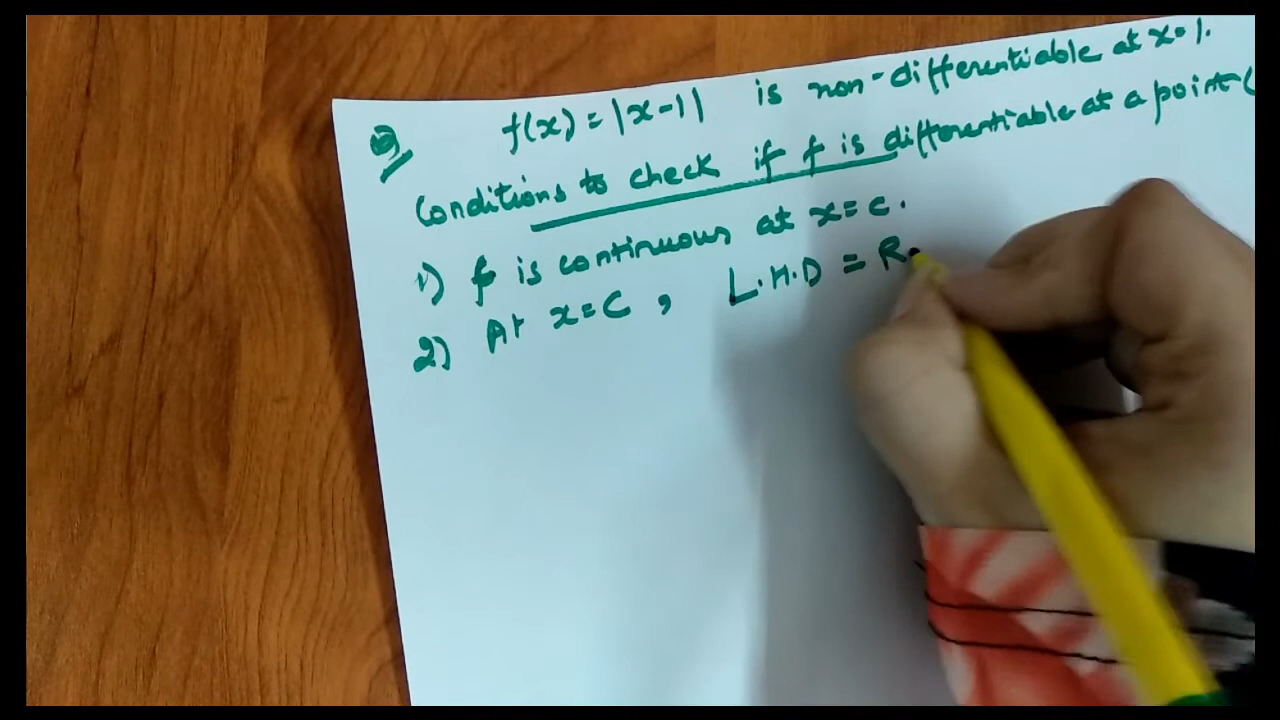 Q) f(x) = |x-1| is non-differentiable at x=1.
Conditions to check if f is differentiable at a point (
1) f is continuous at x=c.
2) At x=c, L.H.D = R.